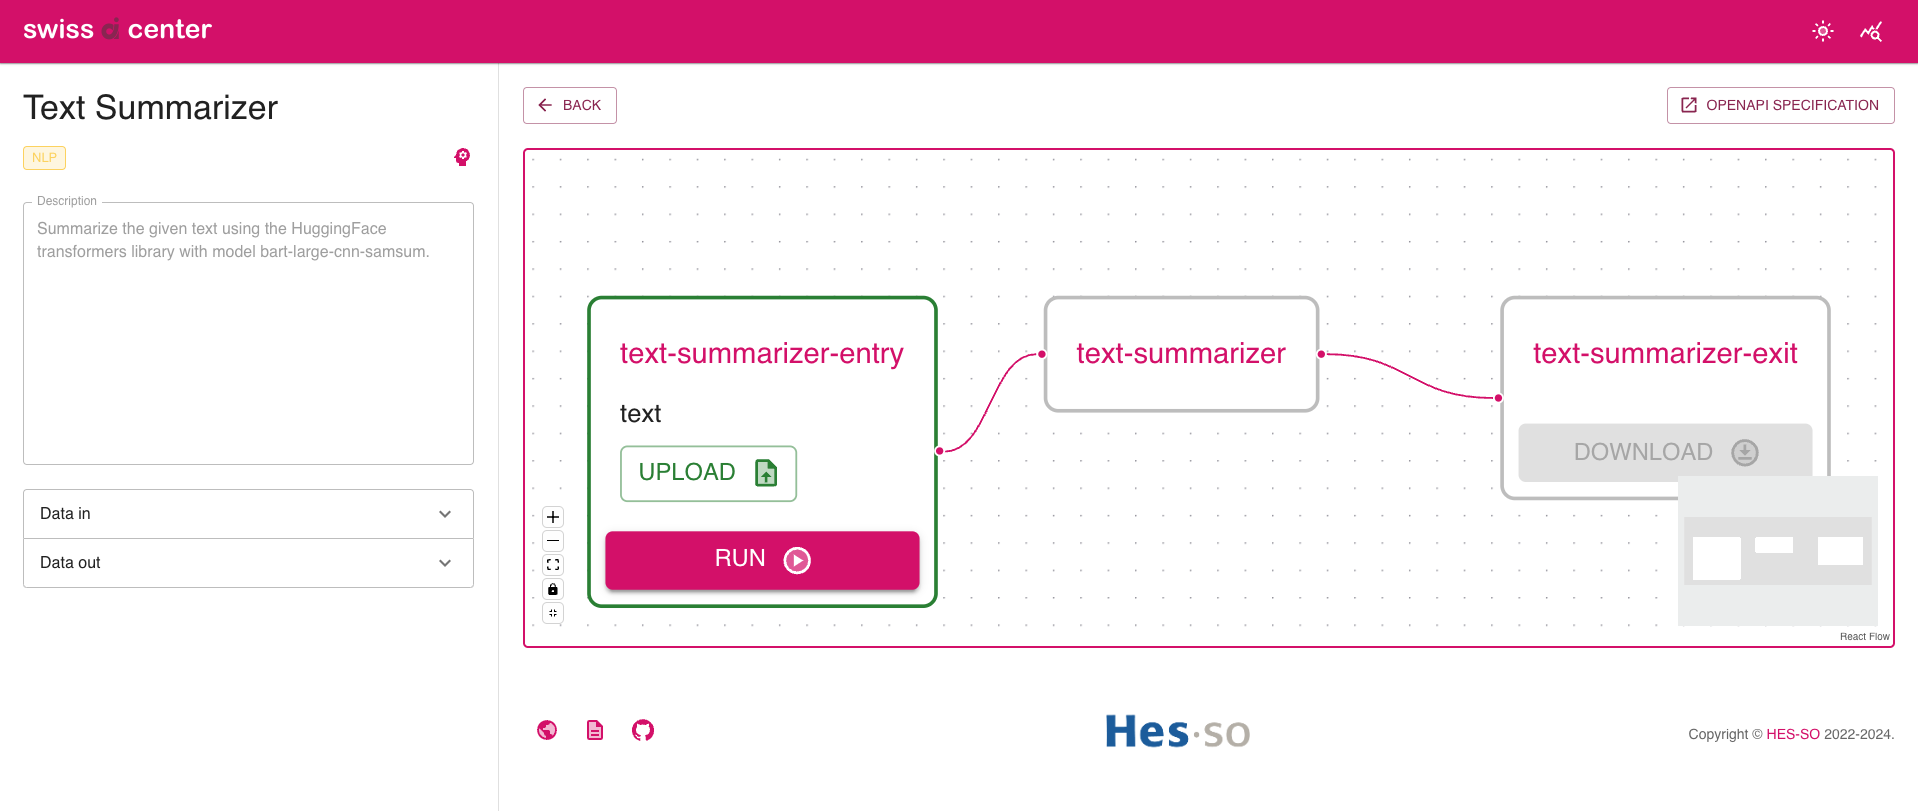 swiss ai center
Text Summarizer
NLP
Description
Summarize the given text using the HuggingFace
transformers library with model bart-large-cnn-samsum.
Data in
Data out
BACK
OPENAPI SPECIFICATION
text-summarizer-entry
text
UPLOAD
RUN
text-summarizer
text-summarizer-exit
DOWNLOAD
React Flow
Hes·so
Copyright © HES-SO 2022-2024.